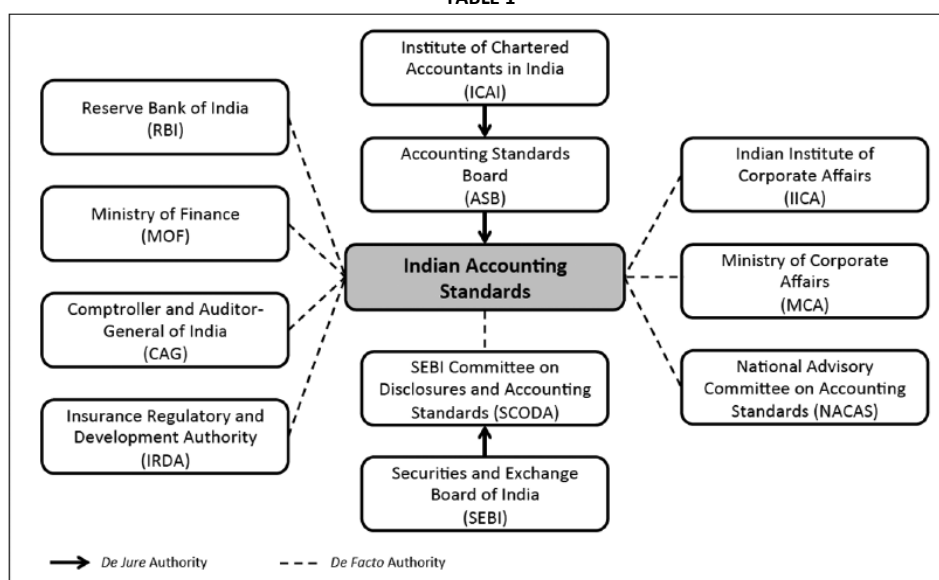 TABLE 1
Institute of Chartered
Accountants in India
(ICAI)
Reserve Bank of India
(RBI)
Accounting Standards
Board
(ASB)
Indian Institute of
Corporate Affairs
(IICA)
Ministry of Finance
(MOF)
Indian Accounting
Standards
Ministry of Corporate
Affairs
(MCA)
Comptroller and Auditor-
General of India
(CAG)
SEBI Committee on
Disclosures and Accounting
Standards (SCODA)
National Advisory
Committee on Accounting
Standards (NACAS)
Insurance Regulatory and
Development Authority
(IRDA)
Securities and Exchange
Board of India
(SEBI)
De Jure Authority
De Facto Authority